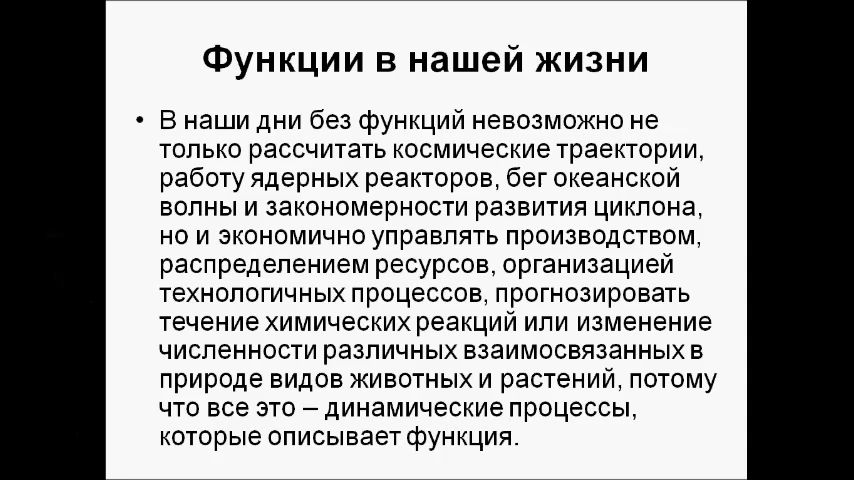 Функции в нашей жизни
• В наши дни без функций невозможно не
только рассчитать космические траектории,
работу ядерных реакторов, бег океанской
волны и закономерности развития циклона,
но и экономично управлять производством,
распределением ресурсов, организацией
технологичных процессов, прогнозировать
течение химических реакций или изменение
численности различных взаимосвязанных в
природе видов животных и растений, потому
что все это – динамические процессы,
которые описывает функция.